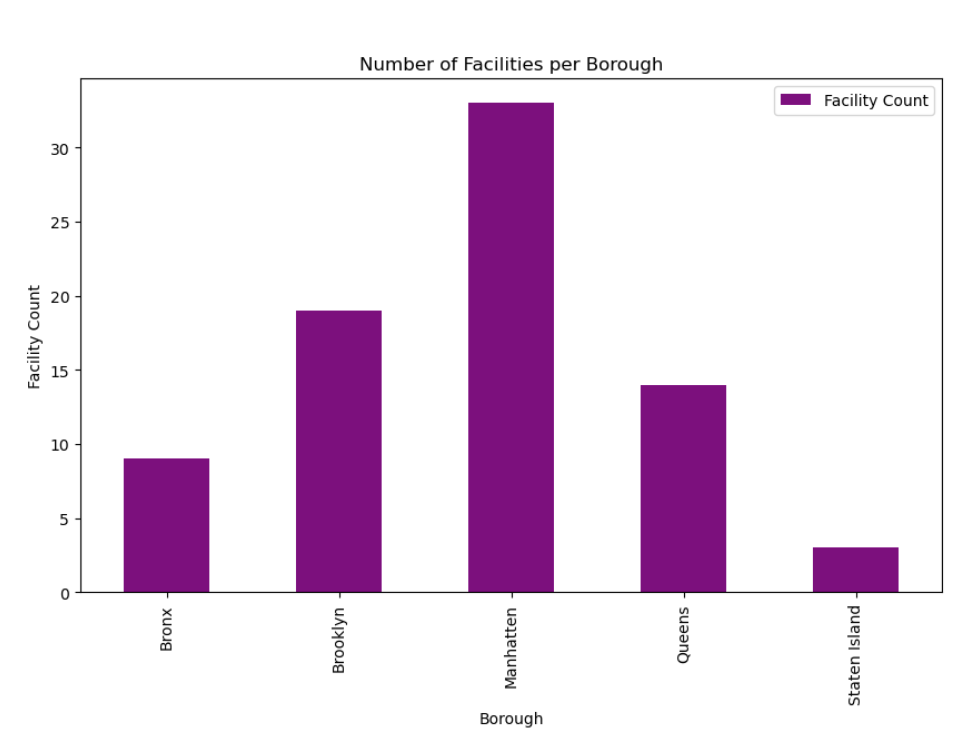 Number of Facilities per Borough
Facility Count
30
25
20
15
10
5
0
Facility Count
Bronx
Brooklyn
Manhatten
Queens
Staten Island
Borough